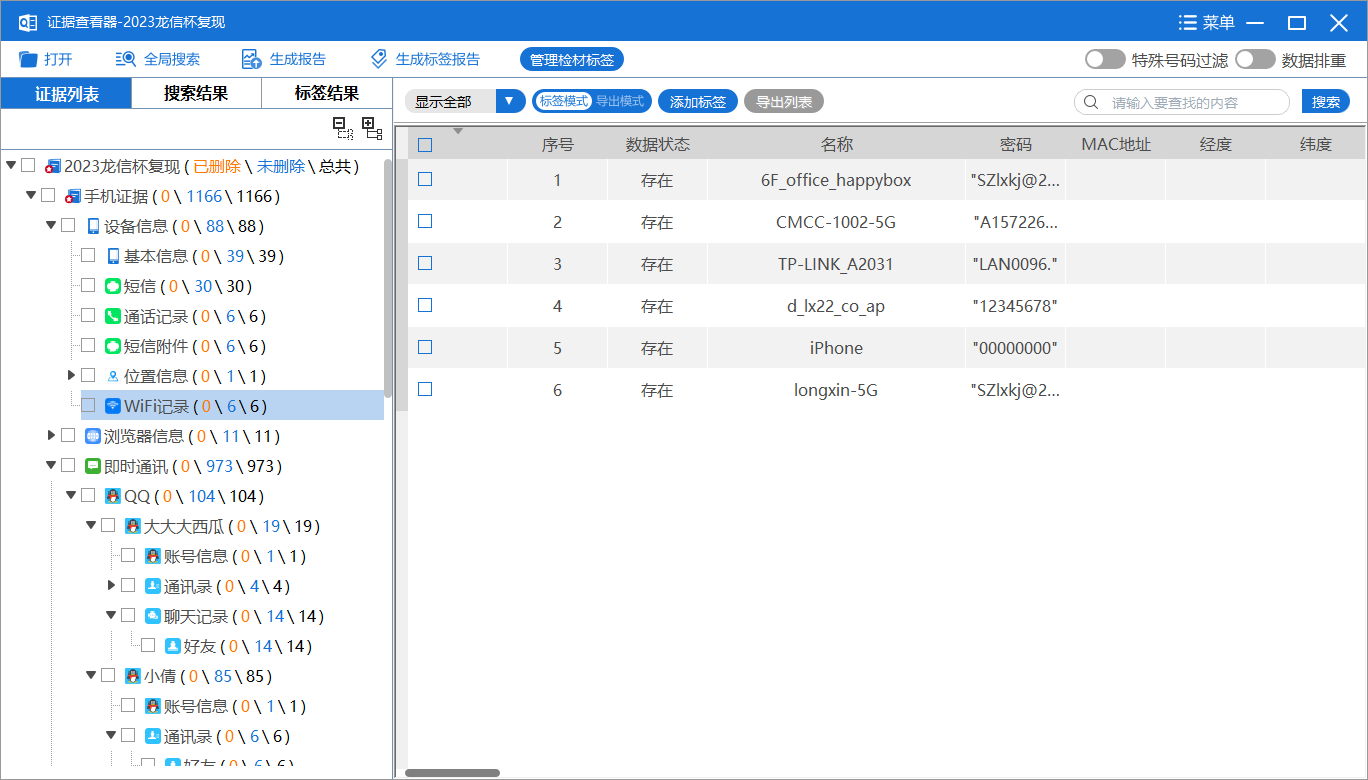 证据查看器-2023龙信杯复现 菜单
打开 全局搜索 生成报告 生成标签报告 管理检材标签 特殊号码过滤 数据排重
证据列表 搜索结果 标签结果
显示全部 标签模式 导出模式 添加标签 导出列表 请输入要查找的内容 搜索
2023龙信杯复现 ( 已删除 \ 未删除 \ 总共 )
手机证据 ( 0 \ 1166 \ 1166 )
设备信息 ( 0 \ 88 \ 88 )
基本信息 ( 0 \ 39 \ 39 )
短信 ( 0 \ 30 \ 30 )
通话记录 ( 0 \ 6 \ 6 )
短信附件 ( 0 \ 6 \ 6 )
位置信息 ( 0 \ 1 \ 1 )
WiFi记录 ( 0 \ 6 \ 6 )
浏览器信息 ( 0 \ 11 \ 11 )
即时通讯 ( 0 \ 973 \ 973 )
QQ ( 0 \ 104 \ 104 )
大大大西瓜 ( 0 \ 19 \ 19 )
账号信息 ( 0 \ 1 \ 1 )
通讯录 ( 0 \ 4 \ 4 )
聊天记录 ( 0 \ 14 \ 14 )
好友 ( 0 \ 14 \ 14 )
小倩 ( 0 \ 85 \ 85 )
账号信息 ( 0 \ 1 \ 1 )
通讯录 ( 0 \ 6 \ 6 )
好友 ( 0 \ 6 \ 6 )
序号 数据状态 名称 密码 MAC地址 经度 纬度
1 存在 6F_office_happybox "SZlxkj@2...
2 存在 CMCC-1002-5G "A157226...
3 存在 TP-LINK_A2031 "LAN0096."
4 存在 d_lx22_co_ap "12345678"
5 存在 iPhone "00000000"
6 存在 longxin-5G "SZlxkj@2...